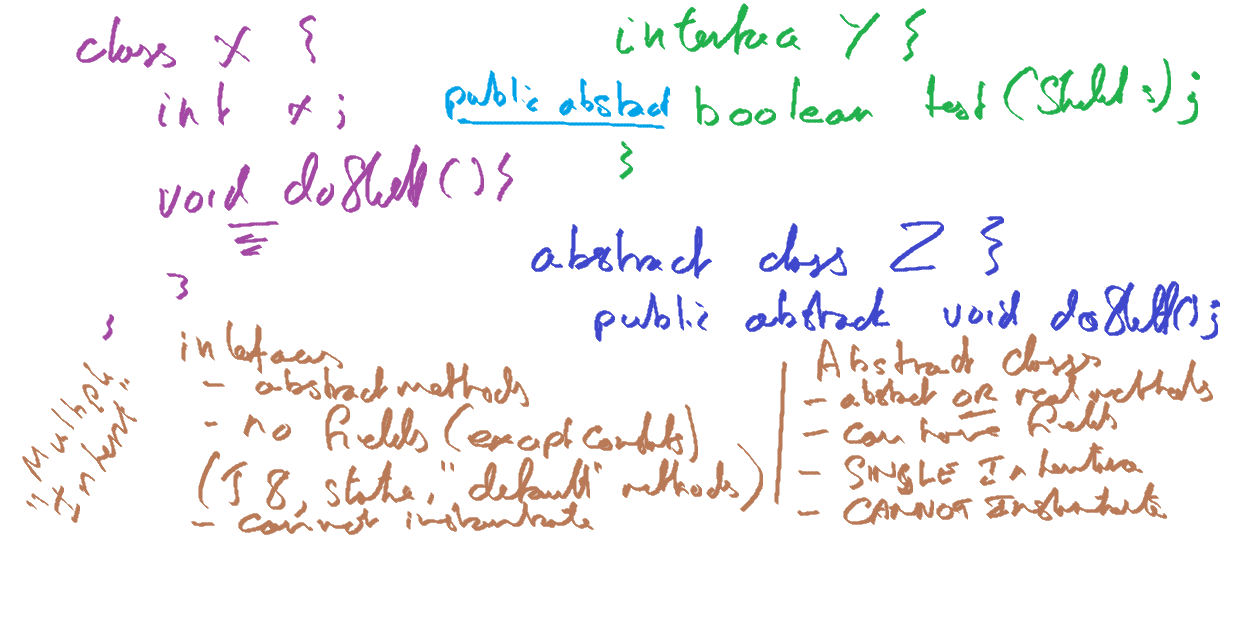 class X {
int x;
void doStuff(){
}
}
interface Y {
public abstract boolean test(Student s);
}
abstract class Z {
public abstract void doStuff();
interfaces
- abstract methods
- no fields (except constants)
(J 8, static, "default" methods)
- cannot instantiate
"Multiple
Inherit"
Abstract classes
- abstract OR real methods
- can have fields
- SINGLE Inheritance
- CANNOT Instantiate